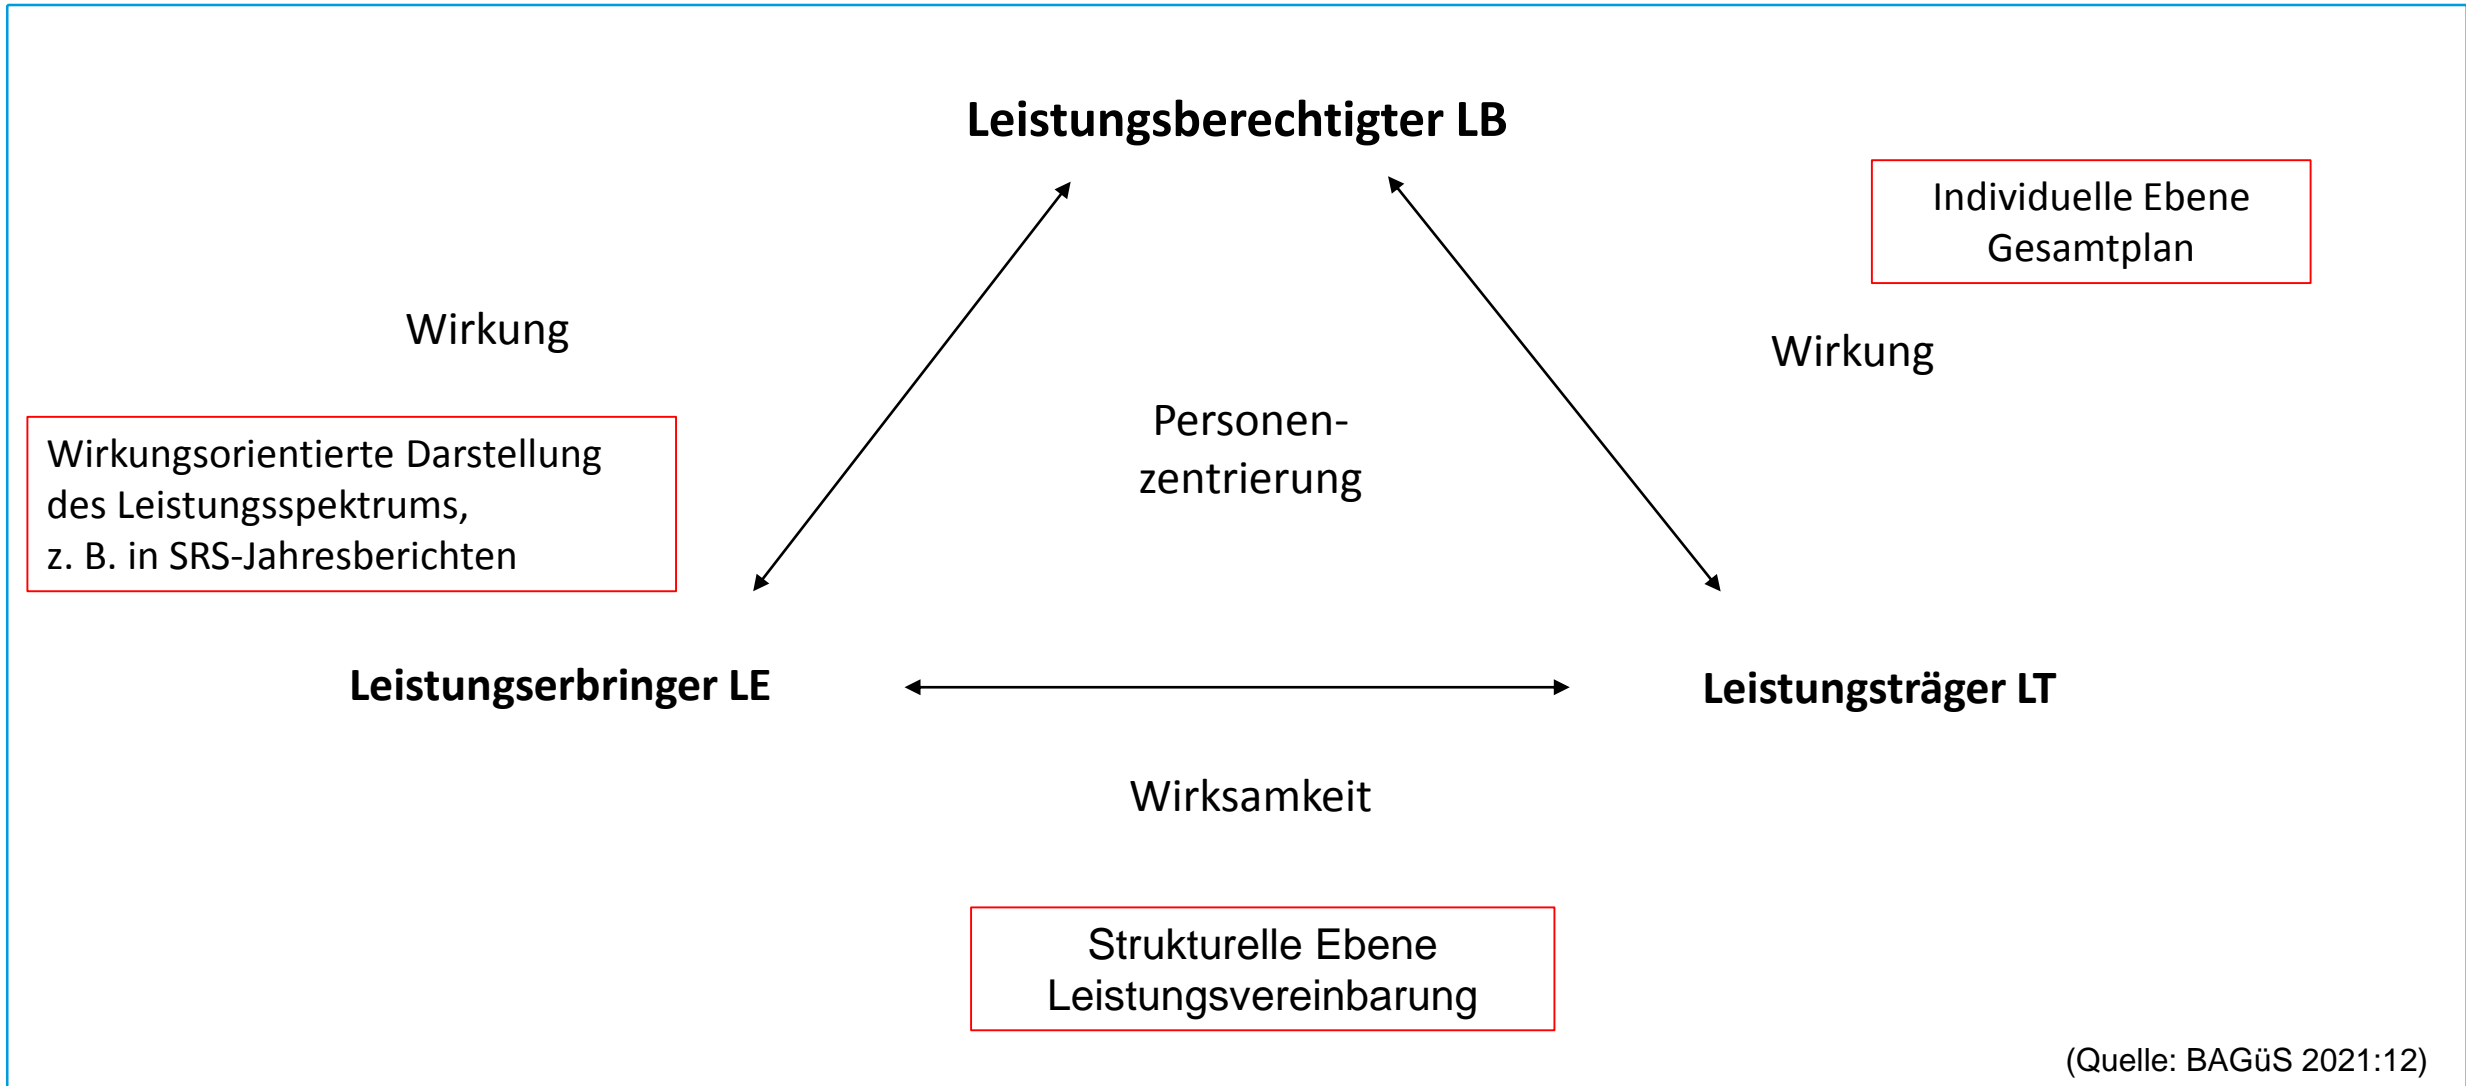 Leistungsberechtigter LB
Individuelle Ebene
Gesamtplan
Wirkung
Wirkung
Personen-
zentrierung
Wirkungsorientierte Darstellung
des Leistungsspektrums,
z. B. in SRS-Jahresberichten
Leistungserbringer LE
Leistungsträger LT
Wirksamkeit
Strukturelle Ebene
Leistungsvereinbarung
(Quelle: BAGüS 2021:12)